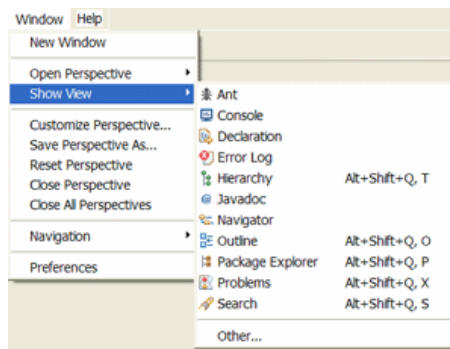 Window Help
New Window
Open Perspective
Show View
Customize Perspective...
Save Perspective As...
Reset Perspective
Close Perspective
Close All Perspectives
Navigation
Preferences
Ant
Console
Declaration
Error Log
Hierarchy Alt+Shift+Q, T
Javadoc
Navigator
Outline Alt+Shift+Q, O
Package Explorer Alt+Shift+Q, P
Problems Alt+Shift+Q, X
Search Alt+Shift+Q, S
Other...